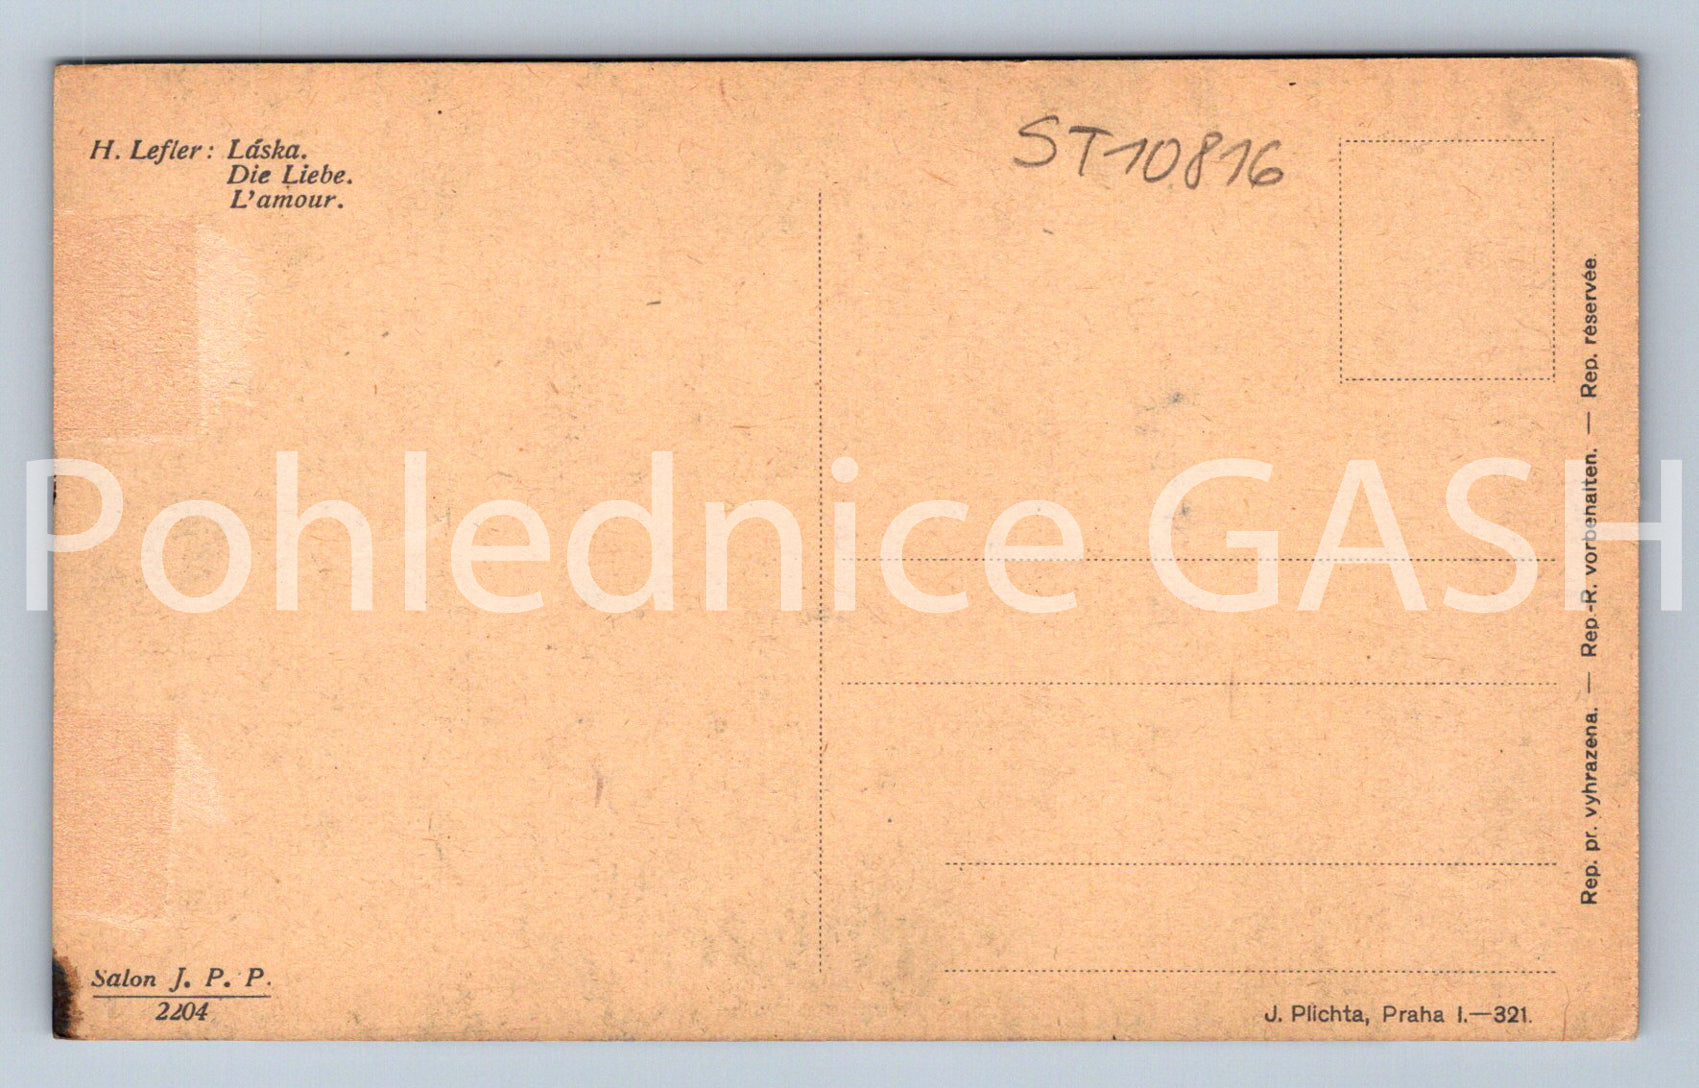 H. Lefler: Láska.
Die Liebe.
L'amour.
ST10816
Rep. pr. vyhrazena. — Rep.-R. vorbehalten. — Rep. réservée.
Pohlednice GASH
Salon J. P. P.
2204
J. Plichta, Praha I.—321.